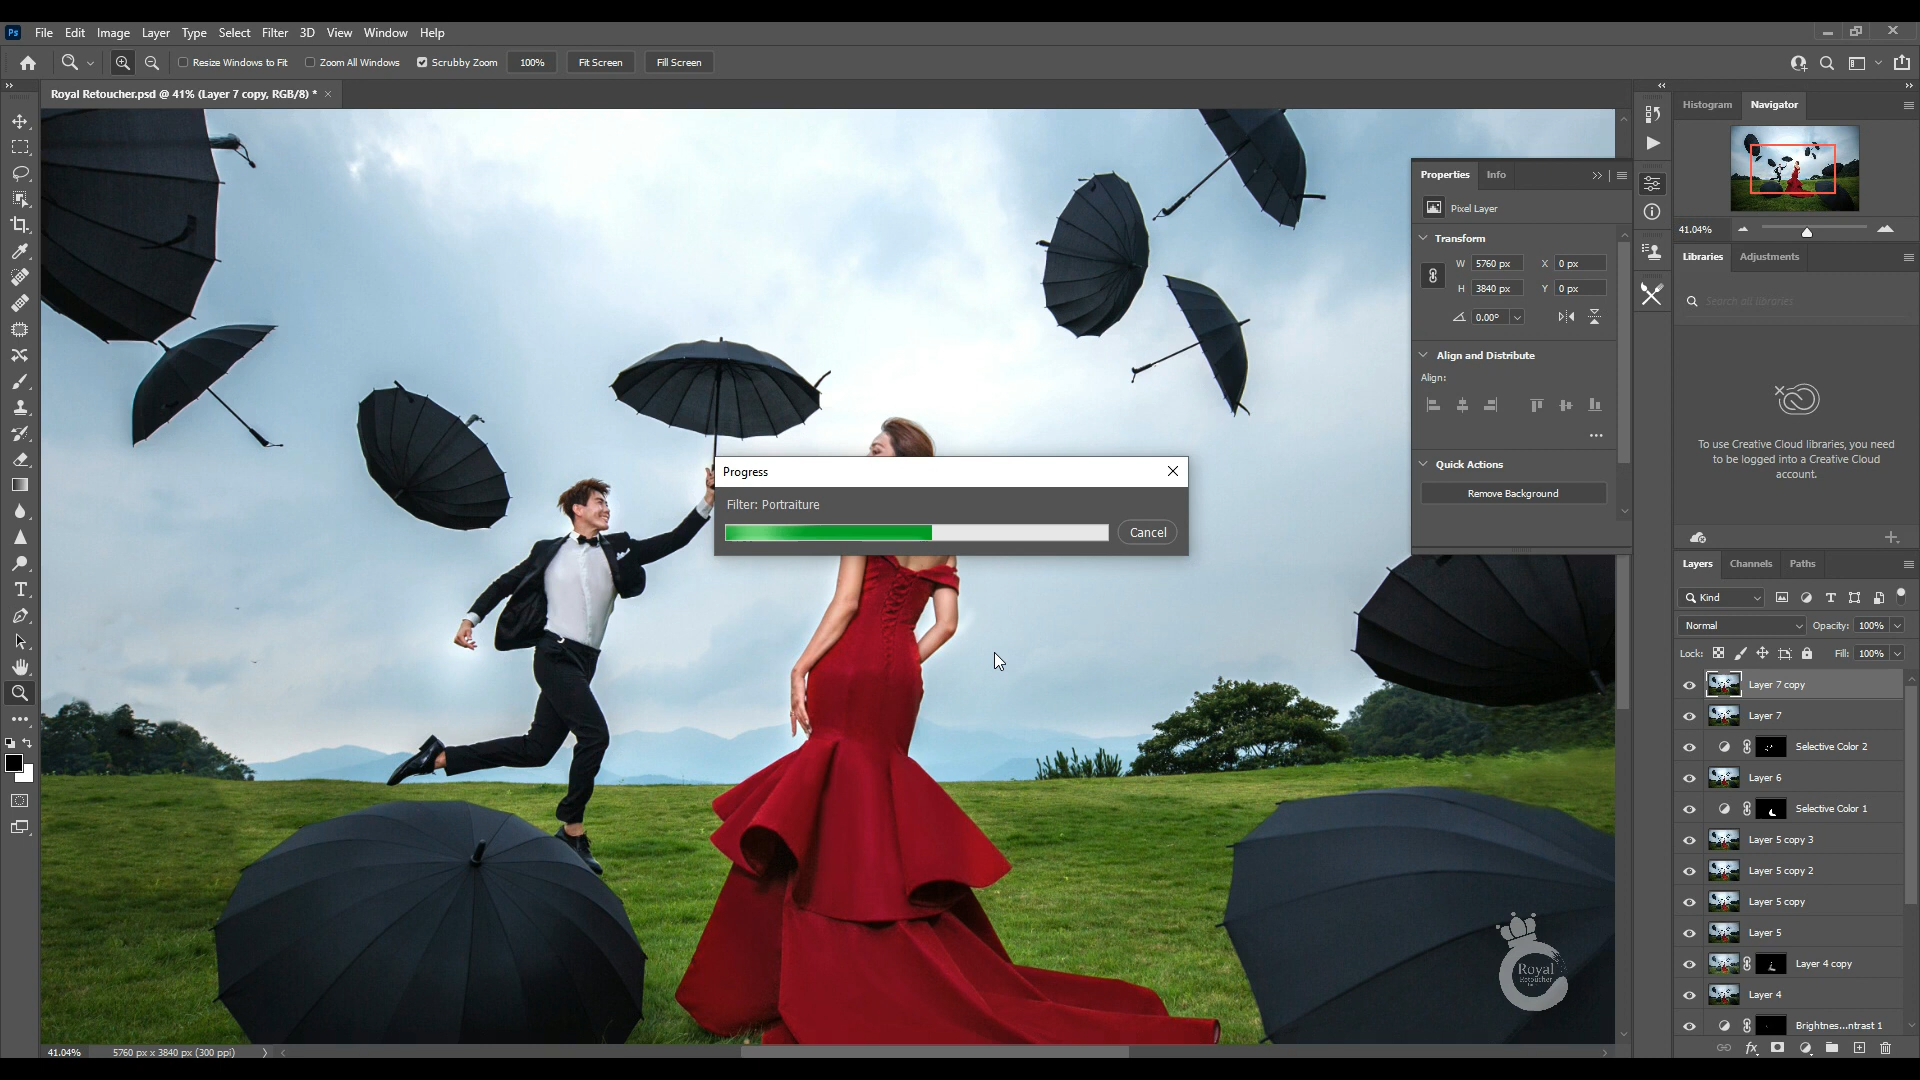 Ps File Edit Image Layer Type Select Filter 3D View Window Help
Resize Windows to Fit Zoom All Windows Scrubby Zoom 100% Fit Screen Fill Screen
Royal Retoucher.psd @ 41% (Layer 7 copy, RGB/8) *
Histogram Navigator
41.04%
Libraries Adjustments
Search all libraries
To use Creative Cloud libraries, you need
to be logged into a Creative Cloud
account.
Properties Info
Pixel Layer
Transform
W 5760 px X 0 px
H 3840 px Y 0 px
0.00°
Align and Distribute
Align:
Quick Actions
Remove Background
Progress
Filter: Portraiture
Cancel
Layers Channels Paths
Kind
Normal Opacity: 100%
Lock: Fill: 100%
Layer 7 copy
Layer 7
Selective Color 2
Layer 6
Selective Color 1
Layer 5 copy 3
Layer 5 copy 2
Layer 5 copy
Layer 5
Layer 4 copy
Layer 4
Brightnes...ntrast 1
Royal
Retoucher
41.04% 5760 px x 3840 px (300 ppi)